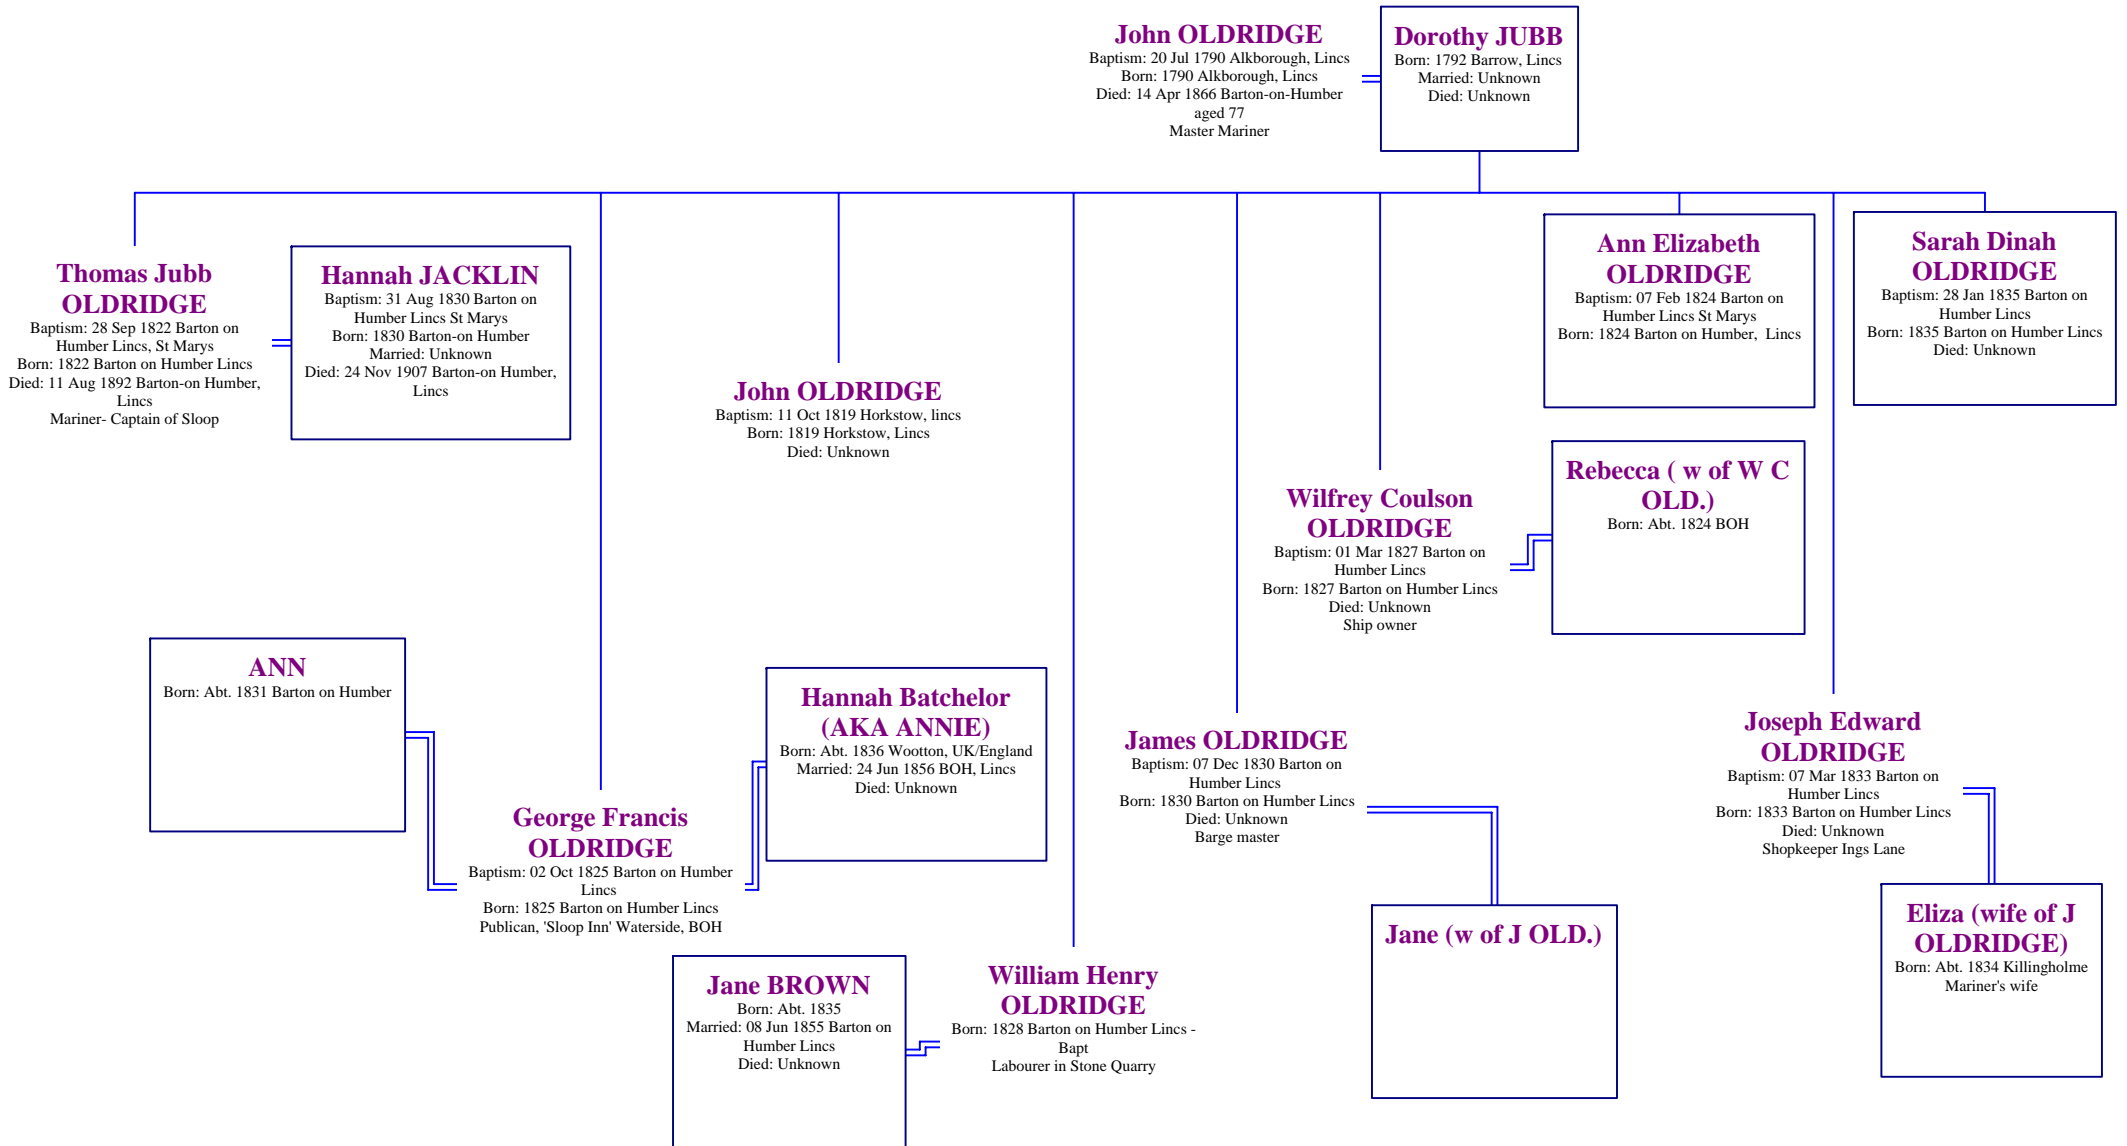 John OLDRIDGE
Baptism: 20 Jul 1790 Alkborough, Lincs
Born: 1790 Alkborough, Lincs
Died: 14 Apr 1866 Barton-on-Humber
aged 77
Master Mariner
Dorothy JUBB
Born: 1792 Barrow, Lincs
Married: Unknown
Died: Unknown
Thomas Jubb
OLDRIDGE
Baptism: 28 Sep 1822 Barton on
Humber Lincs, St Marys
Born: 1822 Barton on Humber Lincs
Died: 11 Aug 1892 Barton-on Humber,
Lincs
Mariner- Captain of Sloop
Hannah JACKLIN
Baptism: 31 Aug 1830 Barton on
Humber Lincs St Marys
Born: 1830 Barton-on Humber
Married: Unknown
Died: 24 Nov 1907 Barton-on Humber,
Lincs
John OLDRIDGE
Baptism: 11 Oct 1819 Horkstow, lincs
Born: 1819 Horkstow, Lincs
Died: Unknown
Ann Elizabeth
OLDRIDGE
Baptism: 07 Feb 1824 Barton on
Humber Lincs St Marys
Born: 1824 Barton on Humber,  Lincs
Sarah Dinah
OLDRIDGE
Baptism: 28 Jan 1835 Barton on
Humber Lincs
Born: 1835 Barton on Humber Lincs
Died: Unknown
Wilfrey Coulson
OLDRIDGE
Baptism: 01 Mar 1827 Barton on
Humber Lincs
Born: 1827 Barton on Humber Lincs
Died: Unknown
Ship owner
Rebecca ( w of W C
OLD.)
Born: Abt. 1824 BOH
ANN
Born: Abt. 1831 Barton on Humber
Hannah Batchelor
(AKA ANNIE)
Born: Abt. 1836 Wootton, UK/England
Married: 24 Jun 1856 BOH, Lincs
Died: Unknown
George Francis
OLDRIDGE
Baptism: 02 Oct 1825 Barton on Humber
Lincs
Born: 1825 Barton on Humber Lincs
Publican, 'Sloop Inn' Waterside, BOH
James OLDRIDGE
Baptism: 07 Dec 1830 Barton on
Humber Lincs
Born: 1830 Barton on Humber Lincs
Died: Unknown
Barge master
Joseph Edward
OLDRIDGE
Baptism: 07 Mar 1833 Barton on
Humber Lincs
Born: 1833 Barton on Humber Lincs
Died: Unknown
Shopkeeper Ings Lane
Jane BROWN
Born: Abt. 1835
Married: 08 Jun 1855 Barton on
Humber Lincs
Died: Unknown
William Henry
OLDRIDGE
Born: 1828 Barton on Humber Lincs -
Bapt
Labourer in Stone Quarry
Jane (w of J OLD.)
Eliza (wife of J
OLDRIDGE)
Born: Abt. 1834 Killingholme
Mariner's wife